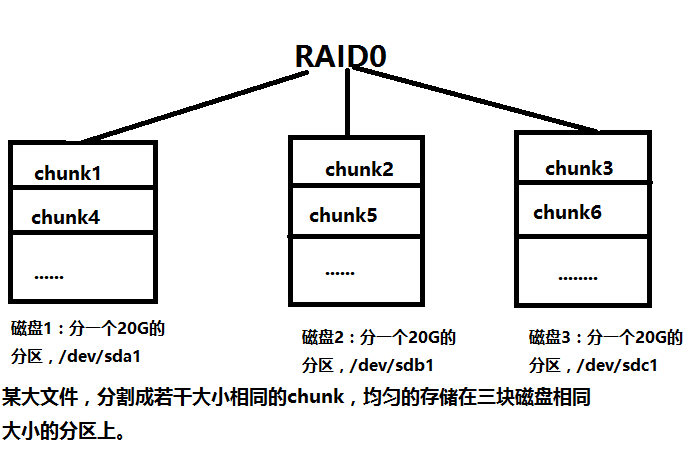 RAID0
chunk1
chunk2
chunk3
chunk4
chunk5
chunk6
......
......
........
磁盘1：分一个20G的
分区，/dev/sda1
磁盘2：分一个20G的
分区，/dev/sdb1
磁盘3：分一个20G的
分区，/dev/sdc1
某大文件，分割成若干大小相同的chunk，均匀的存储在三块磁盘相同
大小的分区上。